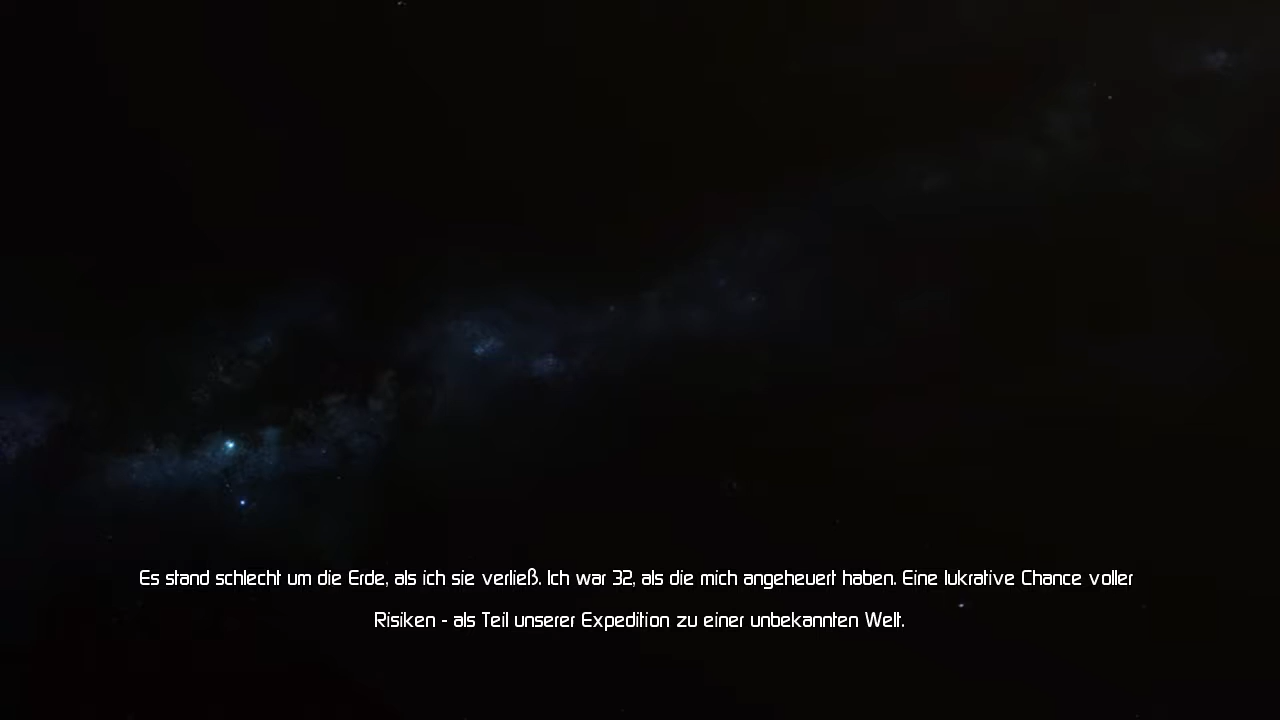 Es stand schlecht um die Erde, als ich sie verließ. Ich war 32, als die mich angeheuert haben. Eine lukrative Chance voller
Risiken - als Teil unserer Expedition zu einer unbekannten Welt.